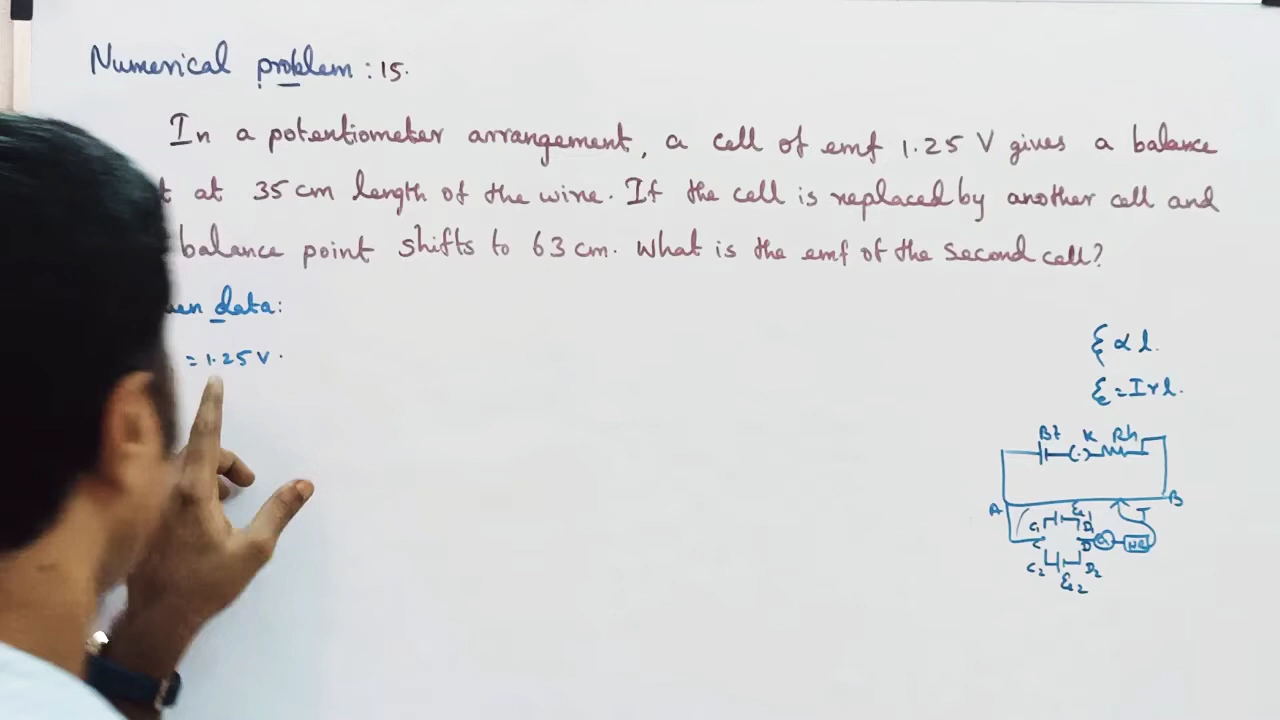 Numerical problem : 15.
In a potentiometer arrangement, a cell of emf 1.25 V gives a balance
at 35 cm length of the wire. If the cell is replaced by another cell and
balance point shifts to 63 cm. What is the emf of the second cell?
data:
= 1.25 V.
ξ ∝ l.
ξ = Irl.
Bt K Rh
A B
C1 ξ1 D1 J
C D G HR
C2 D2
ξ2